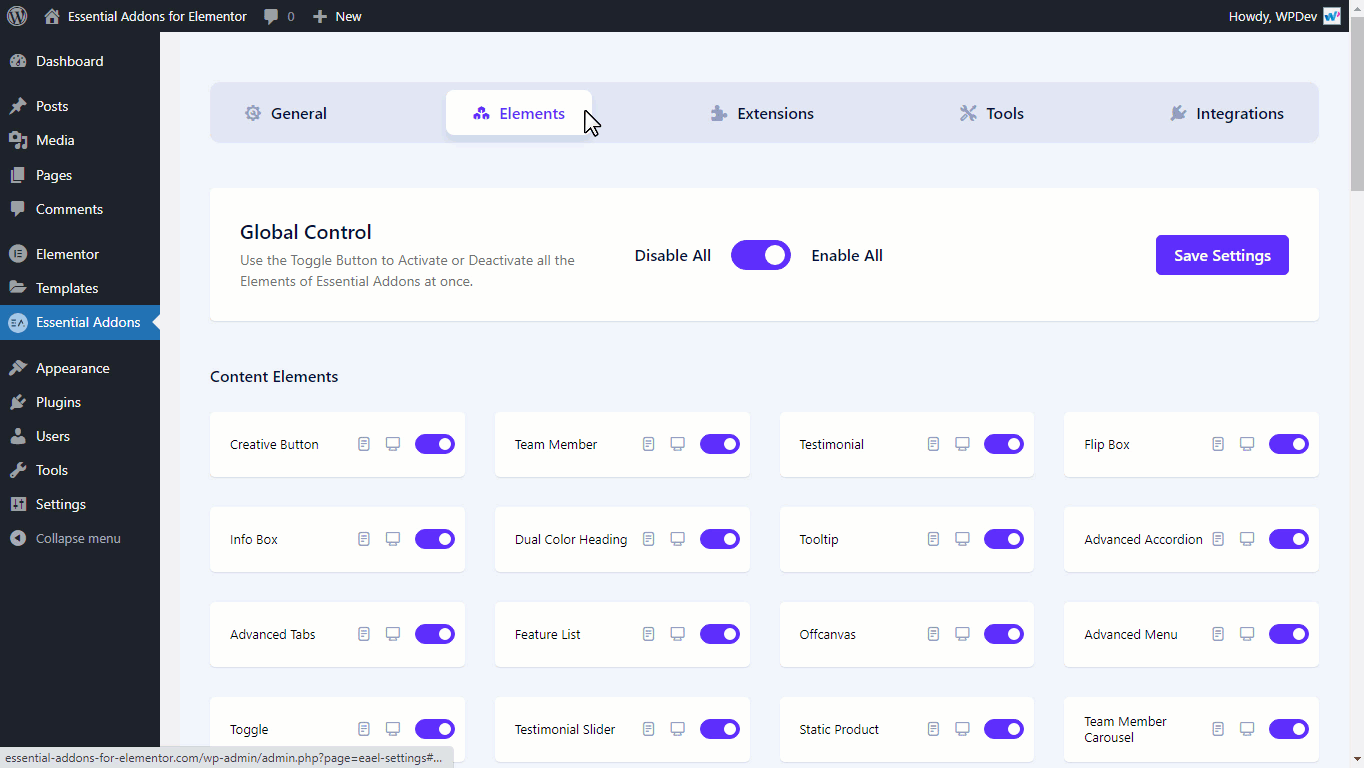 Essential Addons for Elementor
0
New
Howdy, WPDev
Dashboard
Posts
Media
Pages
Comments
Elementor
Templates
Essential Addons
Appearance
Plugins
Users
Tools
Settings
Collapse menu
General
Elements
Extensions
Tools
Integrations
Global Control
Use the Toggle Button to Activate or Deactivate all the
Elements of Essential Addons at once.
Disable All
Enable All
Save Settings
Content Elements
Creative Button
Team Member
Testimonial
Flip Box
Info Box
Dual Color Heading
Tooltip
Advanced Accordion
Advanced Tabs
Feature List
Offcanvas
Advanced Menu
Toggle
Testimonial Slider
Static Product
Team Member
Carousel
essential-addons-for-elementor.com/wp-admin/admin.php?page=eael-settings#...